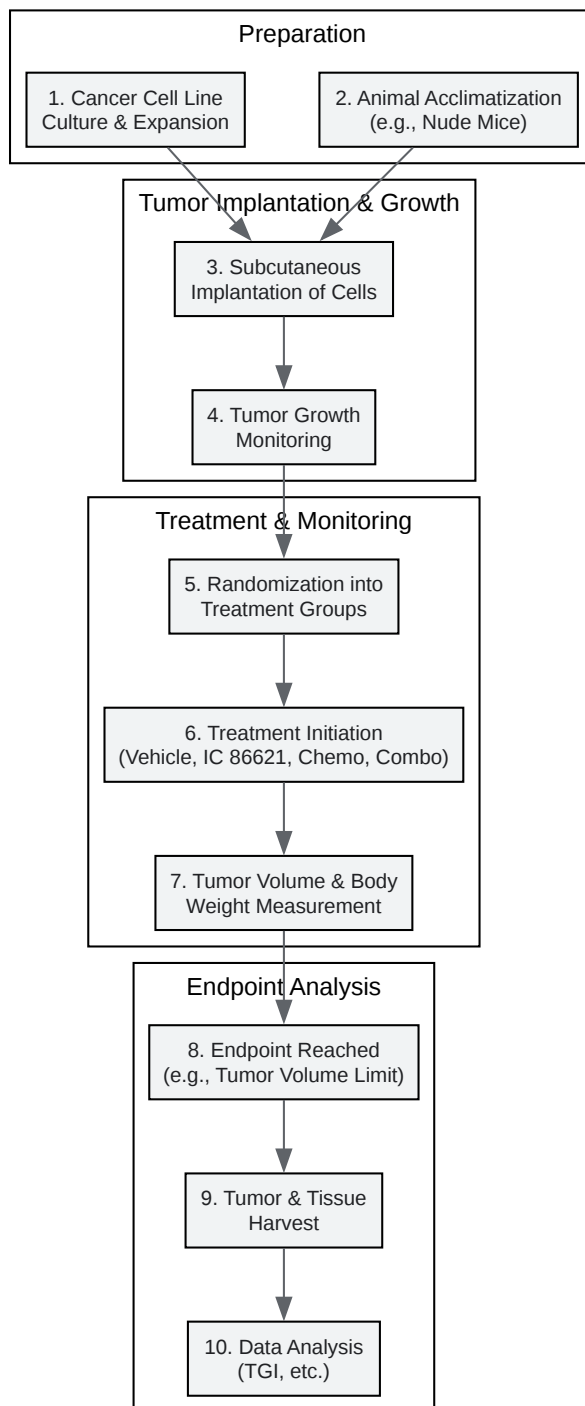 Preparation
1. Cancer Cell Line
Culture & Expansion
2. Animal Acclimatization
(e.g., Nude Mice)
Tumor Implantation & Growth
3. Subcutaneous
Implantation of Cells
4. Tumor Growth
Monitoring
Treatment & Monitoring
5. Randomization into
Treatment Groups
6. Treatment Initiation
(Vehicle, IC 86621, Chemo, Combo)
7. Tumor Volume & Body
Weight Measurement
Endpoint Analysis
8. Endpoint Reached
(e.g., Tumor Volume Limit)
9. Tumor & Tissue
Harvest
10. Data Analysis
(TGI, etc.)